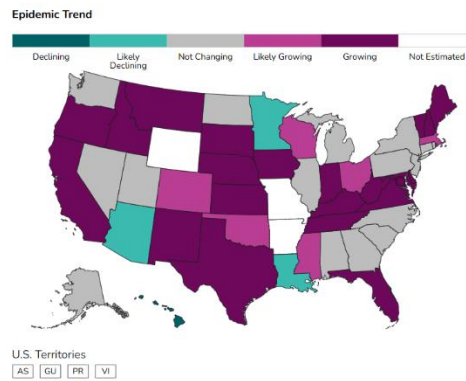 Epidemic Trend
Declining
Likely Declining
Not Changing
Likely Growing
Growing
Not Estimated
U.S. Territories
AS GU PR VI